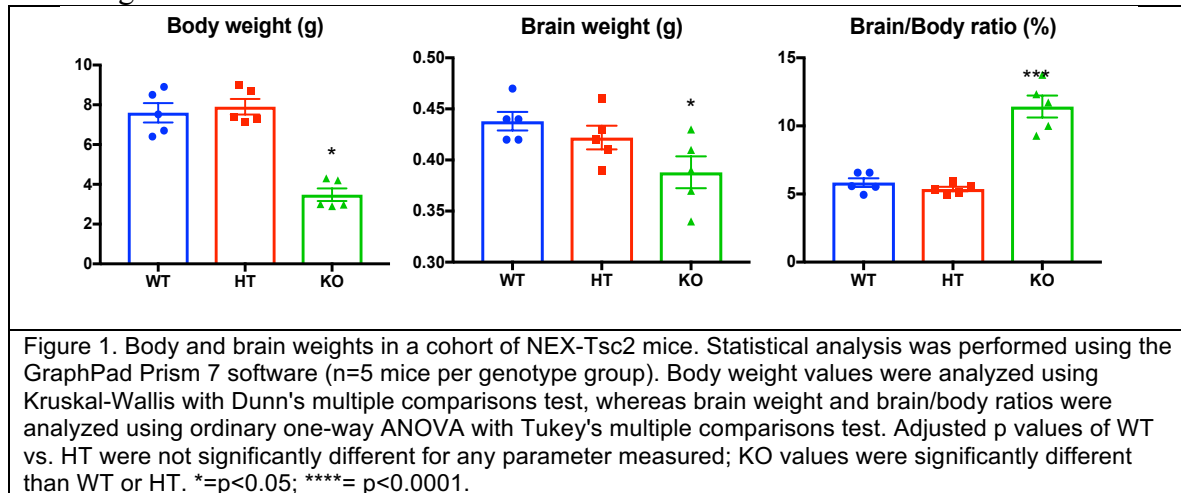 Body weight (g)
Brain weight (g)
Brain/Body ratio (%)
10
8
6
4
2
0
WT
HT
KO
*
0.50
0.45
0.40
0.35
0.30
WT
HT
KO
*
15
10
5
0
WT
HT
KO
***
Figure 1. Body and brain weights in a cohort of NEX-Tsc2 mice. Statistical analysis was performed using the
GraphPad Prism 7 software (n=5 mice per genotype group). Body weight values were analyzed using
Kruskal-Wallis with Dunn's multiple comparisons test, whereas brain weight and brain/body ratios were
analyzed using ordinary one-way ANOVA with Tukey's multiple comparisons test. Adjusted p values of WT
vs. HT were not significantly different for any parameter measured; KO values were significantly different
than WT or HT. *=p<0.05; ****= p<0.0001.